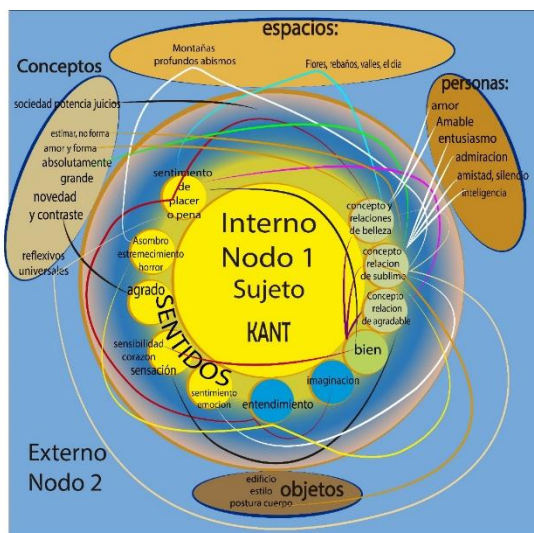 espacios:
Montañas
profundos abismos
Flores, rebaños, valles, el dia
Conceptos
sociedad potencia juicios
estimar, no forma
amor y forma
absolutamente
grande
novedad
y contraste
reflexivos
universales
personas:
amor
Amable
entusiasmo
admiracion
amistad, silencio
inteligencia
sentimiento
de
placer
o pena
Asombro
estremecimiento
horror
agrado
SENTIDOS
sensibilidad
corazon
sensación
sentimiento
emocion
entendimiento
imaginacion
bien
Concepto
relacion
de agradable
concepto
relacion
de sublime
concepto y
relaciones
de belleza
Interno
Nodo 1
Sujeto
KANT
Externo
Nodo 2
edificio
estilo
postura cuerpo
objetos